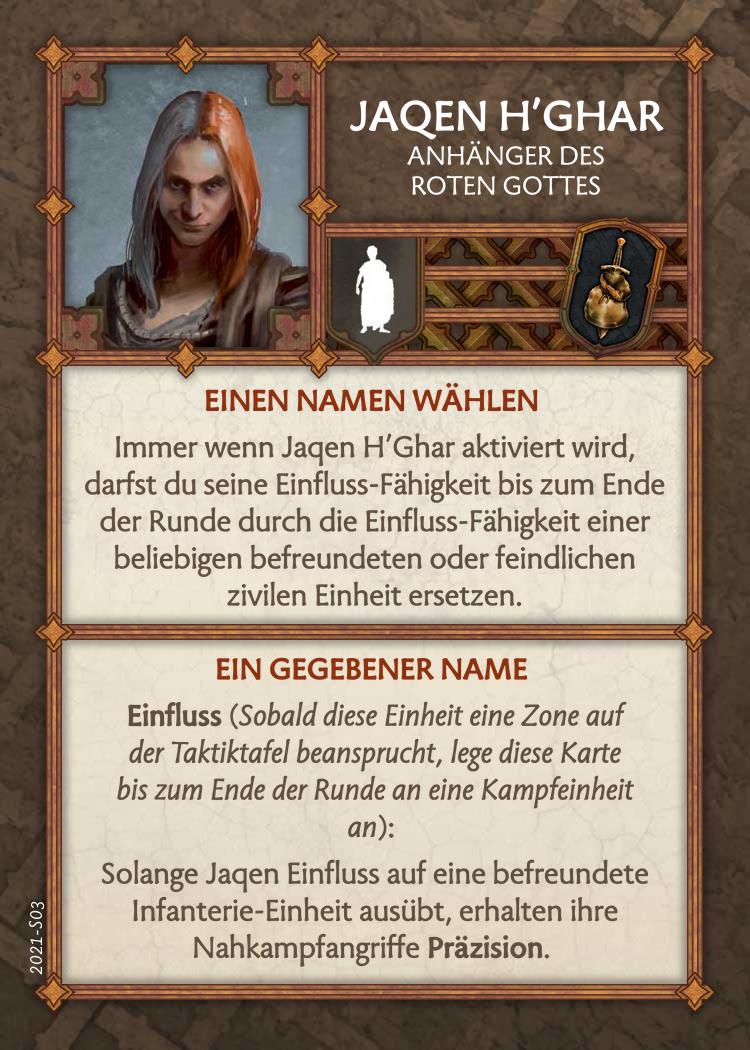 JAQEN H'GHAR
ANHÄNGER DES
ROTEN GOTTES
EINEN NAMEN WÄHLEN
Immer wenn Jaqen H'Ghar aktiviert wird,
darfst du seine Einfluss-Fähigkeit bis zum Ende
der Runde durch die Einfluss-Fähigkeit einer
beliebigen befreundeten oder feindlichen
zivilen Einheit ersetzen.
EIN GEGEBENER NAME
Einfluss (Sobald diese Einheit eine Zone auf
der Taktiktafel beansprucht, lege diese Karte
bis zum Ende der Runde an eine Kampfeinheit
an):
Solange Jaqen Einfluss auf eine befreundete
Infanterie-Einheit ausübt, erhalten ihre
Nahkampfangriffe Präzision.
2021-S03